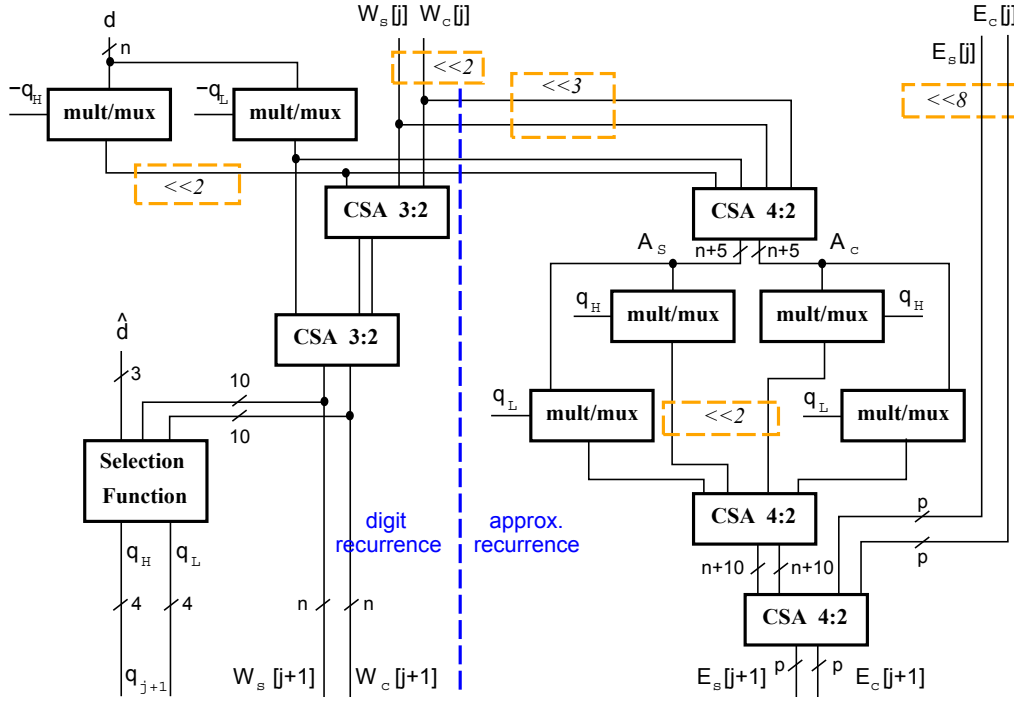 d
W_s [j] W_c [j]
E_c [j]
E_s [j]
n
<<2
<<3
<<8
−q_H
mult/mux
−q_L
mult/mux
<<2
CSA 3:2
CSA 4:2
A_S
n+5
n+5
A_c
q_H
mult/mux
mult/mux
q_H
CSA 3:2
d̂
3
10
10
q_L
mult/mux
<<2
q_L
mult/mux
Selection
Function
digit
recurrence
approx.
recurrence
CSA 4:2
p
p
q_H
q_L
n+10
n+10
4
4
n
n
CSA 4:2
q_j+1
W_s [j+1]
W_c [j+1]
E_s [j+1]
p
p
E_c [j+1]